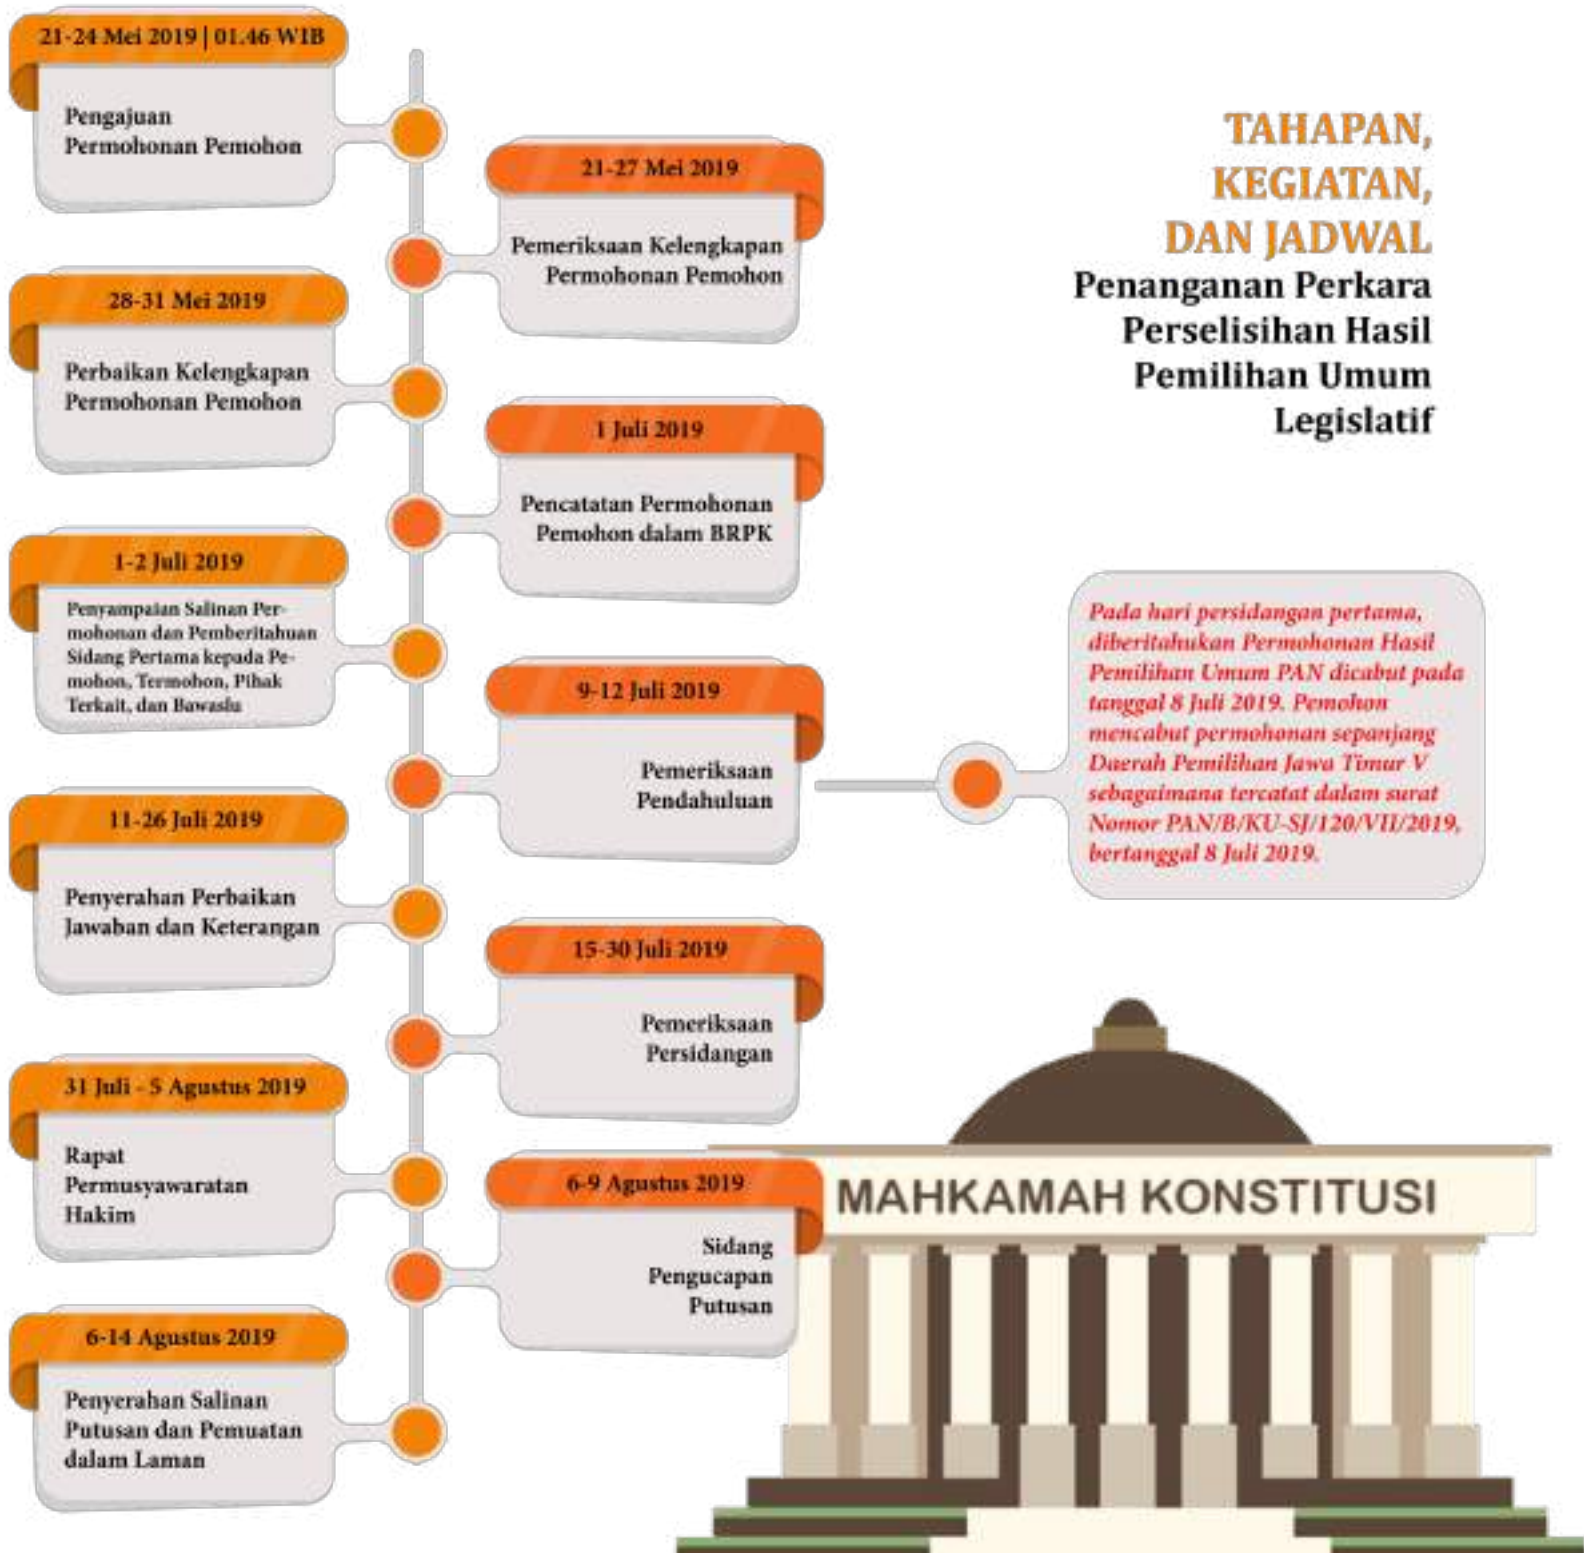 TAHAPAN,
KEGIATAN,
DAN JADWAL
Penanganan Perkara
Perselisihan Hasil
Pemilihan Umum
Legislatif
21-24 Mei 2019 | 01.46 WIB
Pengajuan
Permohonan Pemohon
21-27 Mei 2019
Pemeriksaan Kelengkapan
Permohonan Pemohon
28-31 Mei 2019
Perbaikan Kelengkapan
Permohonan Pemohon
1 Juli 2019
Pencatatan Permohonan
Pemohon dalam BRPK
1-2 Juli 2019
Penyampaian Salinan Per-
mohonan dan Pemberitahuan
Sidang Pertama kepada Pe-
mohon, Termohon, Pihak
Terkait, dan Bawaslu
9-12 Juli 2019
Pemeriksaan
Pendahuluan
Pada hari persidangan pertama,
diberitahukan Permohonan Hasil
Pemilihan Umum PAN dicabut pada
tanggal 8 Juli 2019. Pemohon
mencabut permohonan sepanjang
Daerah Pemilihan Jawa Timur V
sebagaimana tercatat dalam surat
Nomor PAN/B/KU-SJ/120/VII/2019,
bertanggal 8 Juli 2019.
11-26 Juli 2019
Penyerahan Perbaikan
Jawaban dan Keterangan
15-30 Juli 2019
Pemeriksaan
Persidangan
31 Juli - 5 Agustus 2019
Rapat
Permusyawaratan
Hakim
6-9 Agustus 2019
Sidang
Pengucapan
Putusan
6-14 Agustus 2019
Penyerahan Salinan
Putusan dan Pemuatan
dalam Laman
MAHKAMAH KONSTITUSI